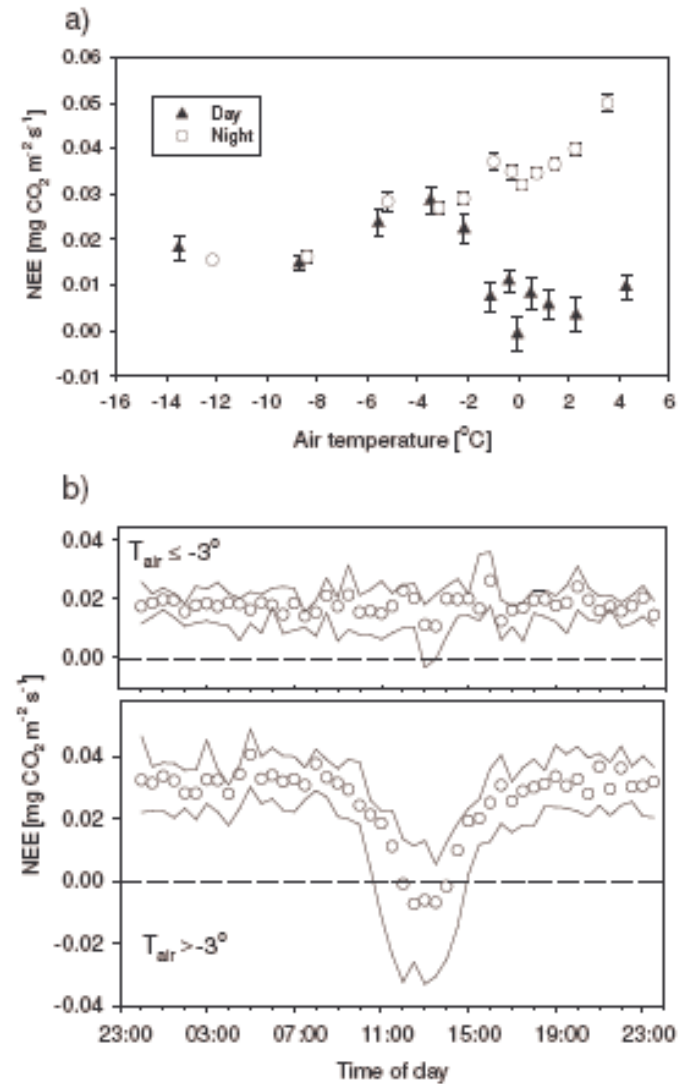 a)
0.06
0.05
0.04
0.03
0.02
0.01
0.00
-0.01
NEE [mg CO₂ m⁻² s⁻¹]
Day
Night
-16 -14 -12 -10 -8 -6 -4 -2 0 2 4 6
Air temperature [°C]
b)
T_air ≤ -3°
0.04
0.02
0.00
NEE [mg CO₂ m⁻² s⁻¹]
0.04
0.02
0.00
-0.02
-0.04
T_air >-3°
23:00 03:00 07:00 11:00 15:00 19:00 23:00
Time of day